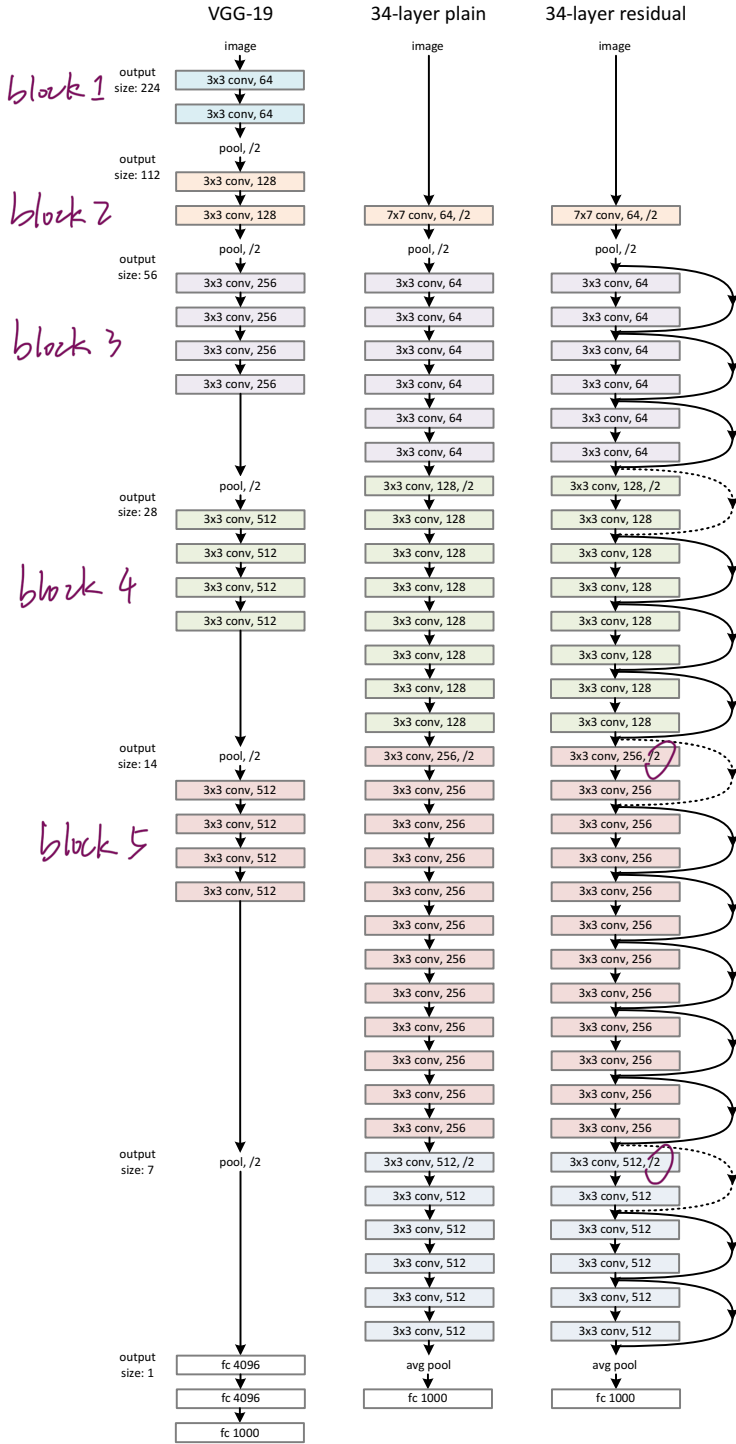 block 1
block 2
block 3
block 4
block 5
output
size: 224
output
size: 112
output
size: 56
output
size: 28
output
size: 14
output
size: 7
output
size: 1
VGG-19
image
3x3 conv, 64
3x3 conv, 64
pool, /2
3x3 conv, 128
3x3 conv, 128
pool, /2
3x3 conv, 256
3x3 conv, 256
3x3 conv, 256
3x3 conv, 256
pool, /2
3x3 conv, 512
3x3 conv, 512
3x3 conv, 512
3x3 conv, 512
pool, /2
3x3 conv, 512
3x3 conv, 512
3x3 conv, 512
3x3 conv, 512
pool, /2
fc 4096
fc 4096
fc 1000
34-layer plain
image
7x7 conv, 64, /2
pool, /2
3x3 conv, 64
3x3 conv, 64
3x3 conv, 64
3x3 conv, 64
3x3 conv, 64
3x3 conv, 64
3x3 conv, 128, /2
3x3 conv, 128
3x3 conv, 128
3x3 conv, 128
3x3 conv, 128
3x3 conv, 128
3x3 conv, 128
3x3 conv, 128
3x3 conv, 256, /2
3x3 conv, 256
3x3 conv, 256
3x3 conv, 256
3x3 conv, 256
3x3 conv, 256
3x3 conv, 256
3x3 conv, 256
3x3 conv, 256
3x3 conv, 256
3x3 conv, 256
3x3 conv, 256
3x3 conv, 512, /2
3x3 conv, 512
3x3 conv, 512
3x3 conv, 512
3x3 conv, 512
3x3 conv, 512
avg pool
fc 1000
34-layer residual
image
7x7 conv, 64, /2
pool, /2
3x3 conv, 64
3x3 conv, 64
3x3 conv, 64
3x3 conv, 64
3x3 conv, 64
3x3 conv, 64
3x3 conv, 128, /2
3x3 conv, 128
3x3 conv, 128
3x3 conv, 128
3x3 conv, 128
3x3 conv, 128
3x3 conv, 128
3x3 conv, 128
3x3 conv, 256, /2
3x3 conv, 256
3x3 conv, 256
3x3 conv, 256
3x3 conv, 256
3x3 conv, 256
3x3 conv, 256
3x3 conv, 256
3x3 conv, 256
3x3 conv, 256
3x3 conv, 256
3x3 conv, 256
3x3 conv, 512, /2
3x3 conv, 512
3x3 conv, 512
3x3 conv, 512
3x3 conv, 512
3x3 conv, 512
avg pool
fc 1000